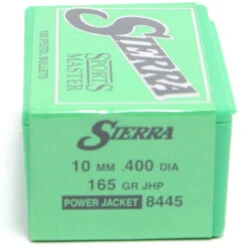 100 PISTOL BULLETS
SPORTS
MASTER
SIERRA
SIERRA
10 MM .400 DIA
165 GR JHP
POWER JACKET 8445